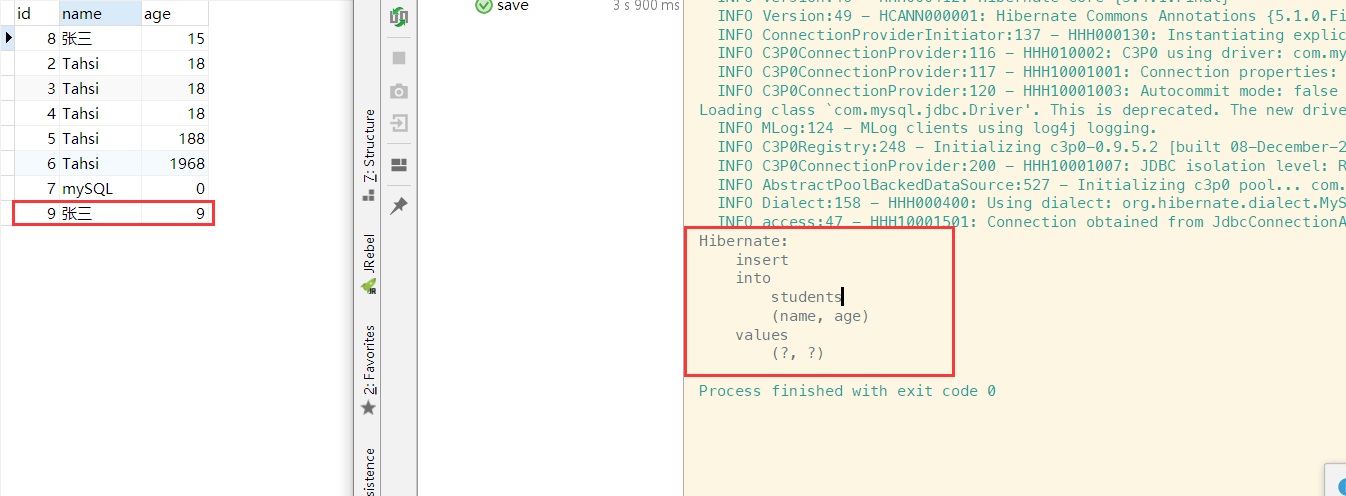 id name age
8 张三 15
2 Tahsi 18
3 Tahsi 18
4 Tahsi 18
5 Tahsi 188
6 Tahsi 1968
7 mySQL 0
9 张三 9
7: Structure
JRebel
JR
2: Favorites
sistence
save
3 s 900 ms
INFO Version:49 – HCANN000001: Hibernate Commons Annotations {5.1.0.Fi
INFO ConnectionProviderInitiator:137 – HHH000130: Instantiating explic
INFO C3P0ConnectionProvider:116 – HHH010002: C3P0 using driver: com.my
INFO C3P0ConnectionProvider:117 – HHH10001001: Connection properties:
INFO C3P0ConnectionProvider:120 – HHH10001003: Autocommit mode: false
Loading class `com.mysql.jdbc.Driver'. This is deprecated. The new drive
INFO MLog:124 – MLog clients using log4j logging.
INFO C3P0Registry:248 – Initializing c3p0-0.9.5.2 [built 08-December-2
INFO C3P0ConnectionProvider:200 – HHH10001007: JDBC isolation level: R
INFO AbstractPoolBackedDataSource:527 – Initializing c3p0 pool... com.
INFO Dialect:158 – HHH000400: Using dialect: org.hibernate.dialect.MyS
INFO access:47 – HHH10001501: Connection obtained from JdbcConnectionA
Hibernate:
insert
into
students
(name, age)
values
(?, ?)
Process finished with exit code 0